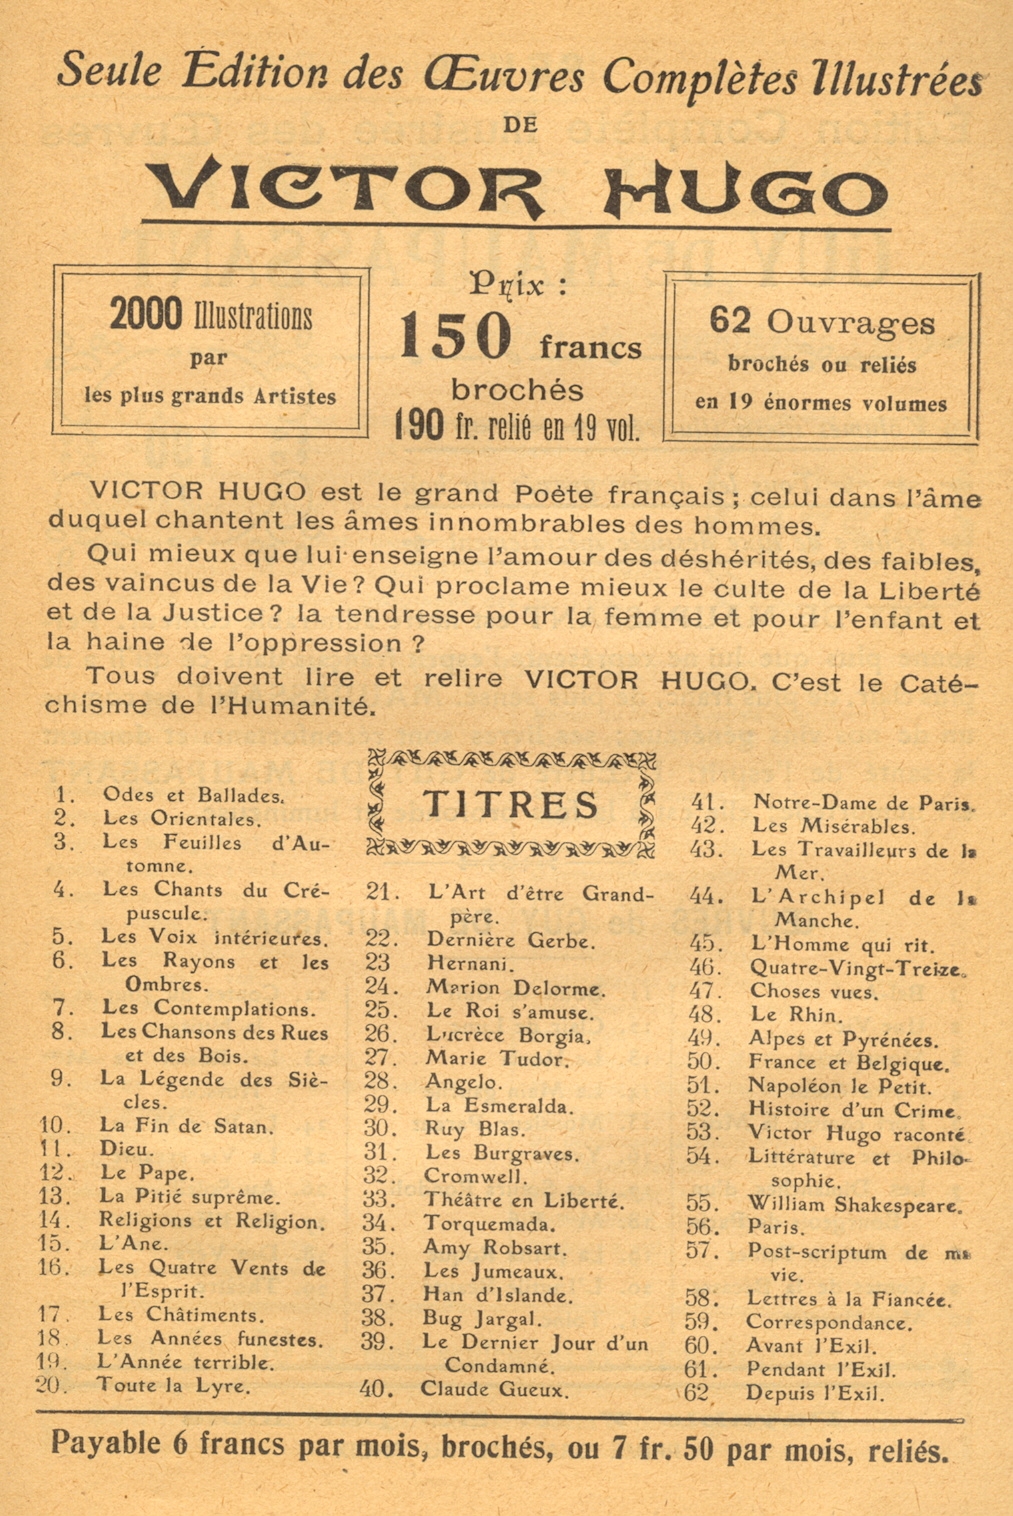 Seule Édition des Œuvres Complètes Illustrées
DE
VICTOR HUGO
2000 Illustrations
par
les plus grands Artistes
Prix :
150 francs
brochés
190 fr. relié en 19 vol.
62 Ouvrages
brochés ou reliés
en 19 énormes volumes
VICTOR HUGO est le grand Poète français ; celui dans l'âme
duquel chantent les âmes innombrables des hommes.
Qui mieux que lui enseigne l'amour des déshérités, des faibles,
des vaincus de la Vie ? Qui proclame mieux le culte de la Liberté
et de la Justice ? la tendresse pour la femme et pour l'enfant et
la haine de l'oppression ?
Tous doivent lire et relire VICTOR HUGO. C'est le Caté-
chisme de l'Humanité.
TITRES
1. Odes et Ballades.
2. Les Orientales.
3. Les Feuilles d'Au-
tomne.
4. Les Chants du Cré-
puscule.
5. Les Voix intérieures.
6. Les Rayons et les
Ombres.
7. Les Contemplations.
8. Les Chansons des Rues
et des Bois.
9. La Légende des Siè-
cles.
10. La Fin de Satan.
11. Dieu.
12. Le Pape.
13. La Pitié suprême.
14. Religions et Religion.
15. L'Ane.
16. Les Quatre Vents de
l'Esprit.
17. Les Châtiments.
18. Les Années funestes.
19. L'Année terrible.
20. Toute la Lyre.
21. L'Art d'être Grand-
père.
22. Dernière Gerbe.
23 Hernani.
24. Marion Delorme.
25. Le Roi s'amuse.
26. Lucrèce Borgia.
27. Marie Tudor.
28. Angelo.
29. La Esmeralda.
30. Ruy Blas.
31. Les Burgraves.
32. Cromwell.
33. Théâtre en Liberté.
34. Torquemada.
35. Amy Robsart.
36. Les Jumeaux.
37. Han d'Islande.
38. Bug Jargal.
39. Le Dernier Jour d'un
Condamné.
40. Claude Gueux.
41. Notre-Dame de Paris.
42. Les Misérables.
43. Les Travailleurs de la
Mer.
44. L'Archipel de la
Manche.
45. L'Homme qui rit.
46. Quatre-Vingt-Treize.
47. Choses vues.
48. Le Rhin.
49. Alpes et Pyrénées.
50. France et Belgique.
51. Napoléon le Petit.
52. Histoire d'un Crime.
53. Victor Hugo raconté
54. Littérature et Philo-
sophie.
55. William Shakespeare.
56. Paris.
57. Post-scriptum de ma
vie.
58. Lettres à la Fiancée.
59. Correspondance.
60. Avant l'Exil.
61. Pendant l'Exil.
62 Depuis l'Exil.
Payable 6 francs par mois, brochés, ou 7 fr. 50 par mois, reliés.